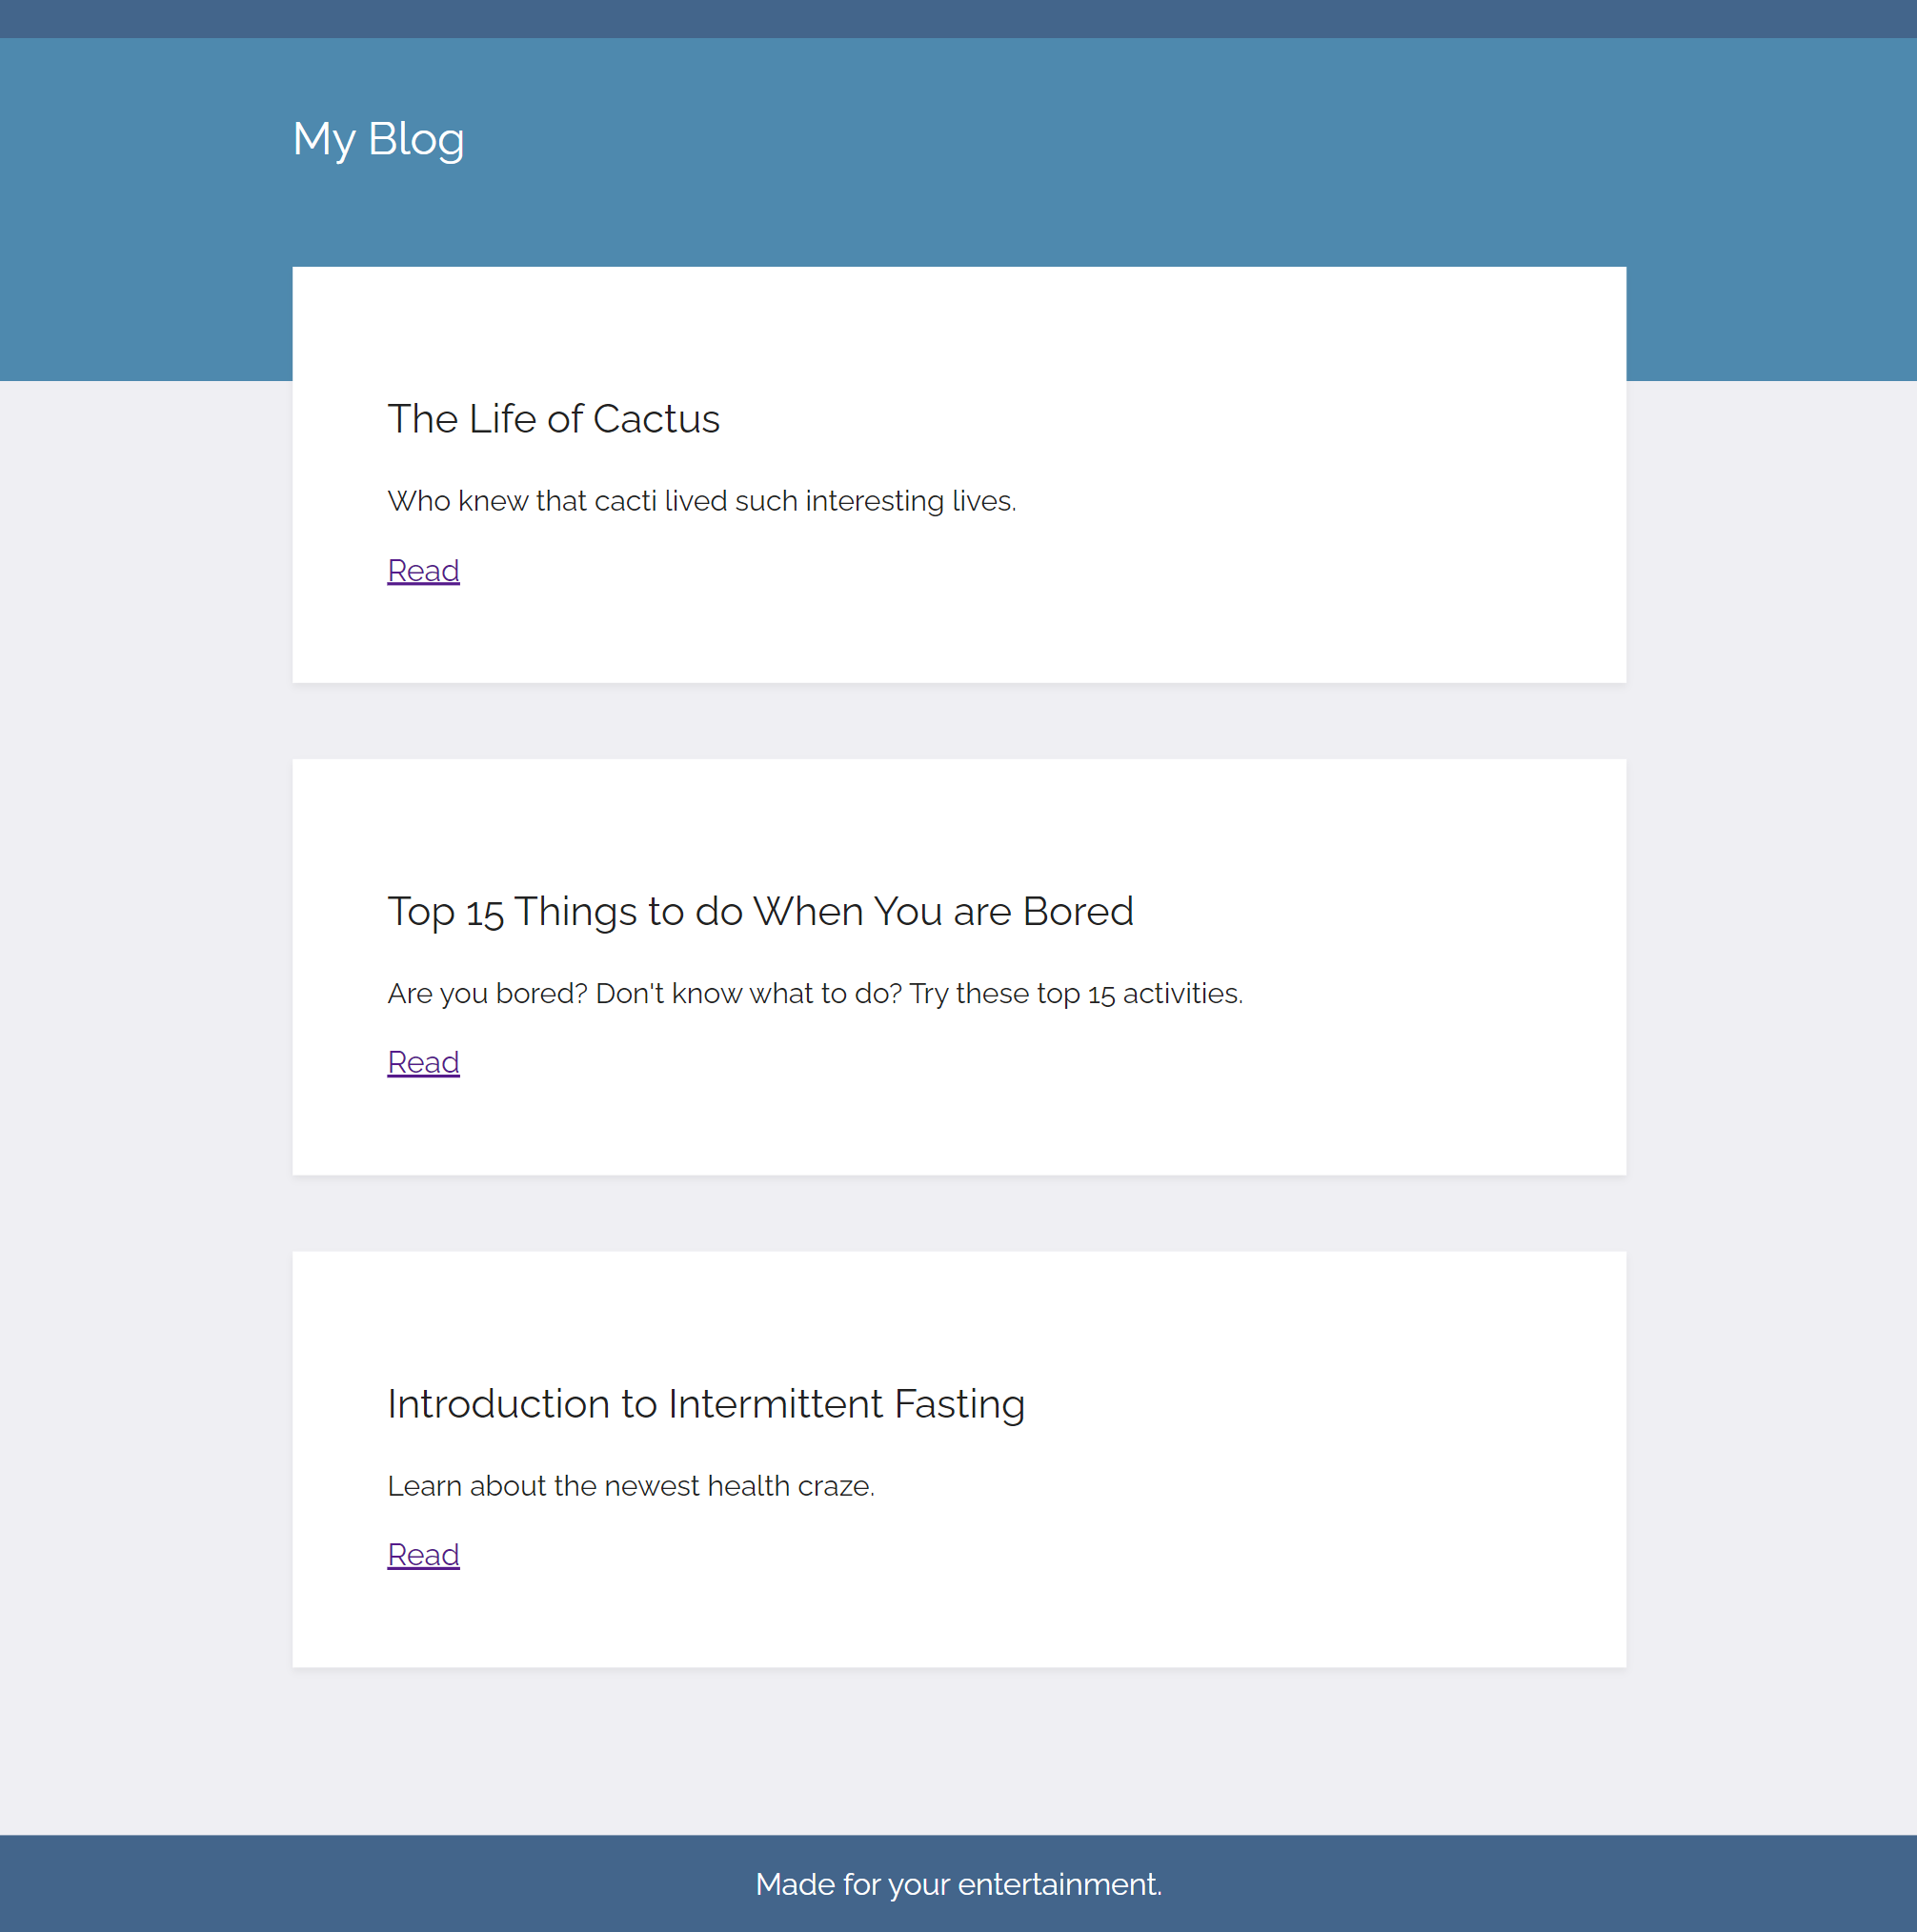 My Blog
The Life of Cactus
Who knew that cacti lived such interesting lives.
Read
Top 15 Things to do When You are Bored
Are you bored? Don't know what to do? Try these top 15 activities.
Read
Introduction to Intermittent Fasting
Learn about the newest health craze.
Read
Made for your entertainment.